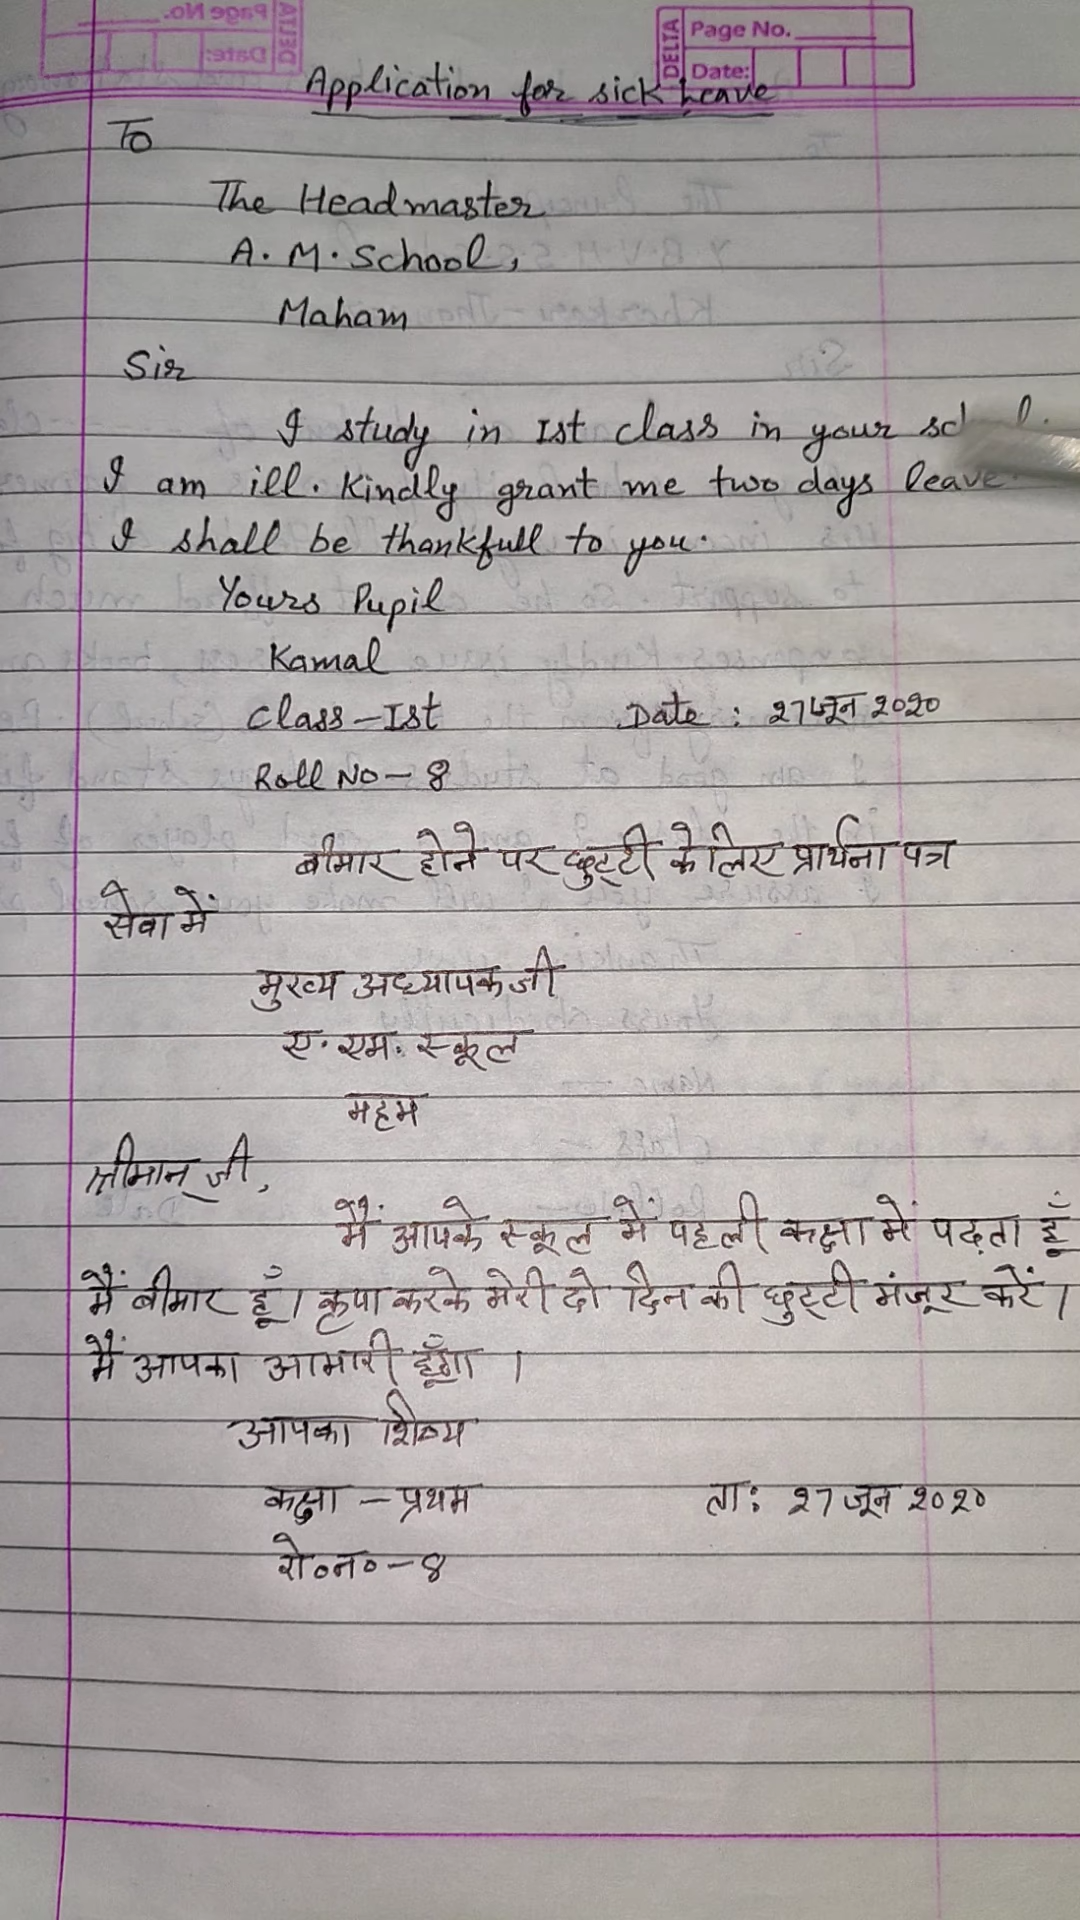 DELTA
Page No.
Date:
Application for sick Leave
To
The Headmaster
A. M. School,
Maham
Sir
I study in Ist class in your
I am ill. Kindly grant me two days leave
I shall be thankfull to you.
Yours Pupil
Kamal
Class - Ist Date : 27 जून 2020
Roll No - 8
बीमार होने पर छुट्टी के लिए प्रार्थना पत्र
सेवा में
मुख्य अध्यापक जी
ए. एम. स्कूल
महम
श्रीमान् जी,
मैं आपके स्कूल में पहली कक्षा में पढ़ता हूँ
मैं बीमार हूँ। कृपा करके मेरी दो दिन की छुट्टी मंजूर करें।
मैं आपका आभारी हूँगा ।
आपका शिष्य
कक्षा - प्रथम ता: 27 जून 2020
रो०न० - 8